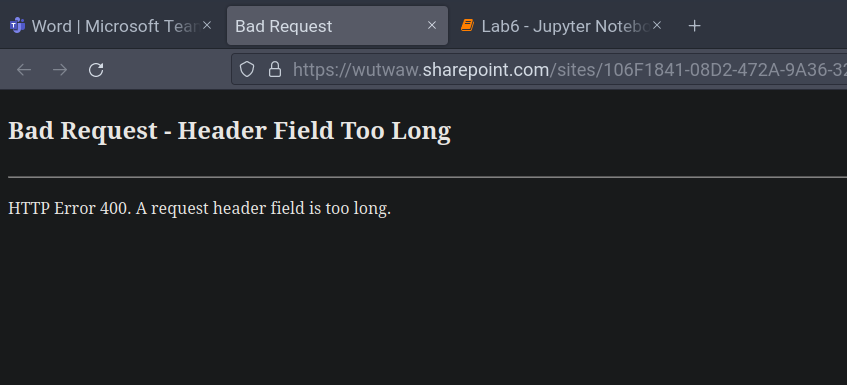 Word | Microsoft Tear
Bad Request
Lab6 - Jupyter Notebo
https://wutwaw.sharepoint.com/sites/106F1841-08D2-472A-9A36-32
Bad Request - Header Field Too Long
HTTP Error 400. A request header field is too long.